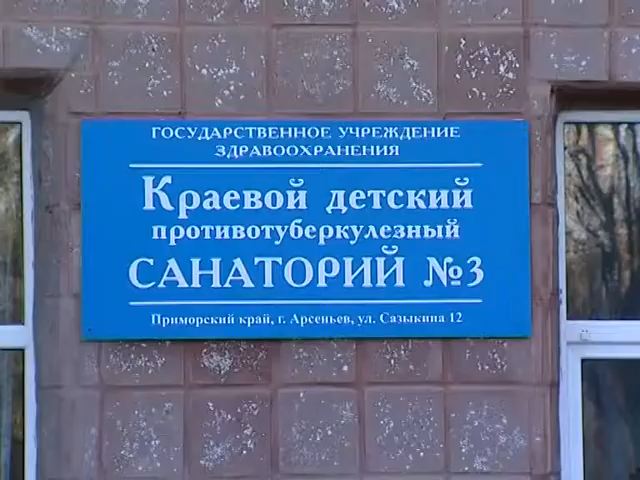 ГОСУДАРСТВЕННОЕ УЧРЕЖДЕНИЕ
ЗДРАВООХРАНЕНИЯ
Краевой детский
противотуберкулезный
САНАТОРИЙ №3
Приморский край, г. Арсеньев, ул. Сазыкина 12